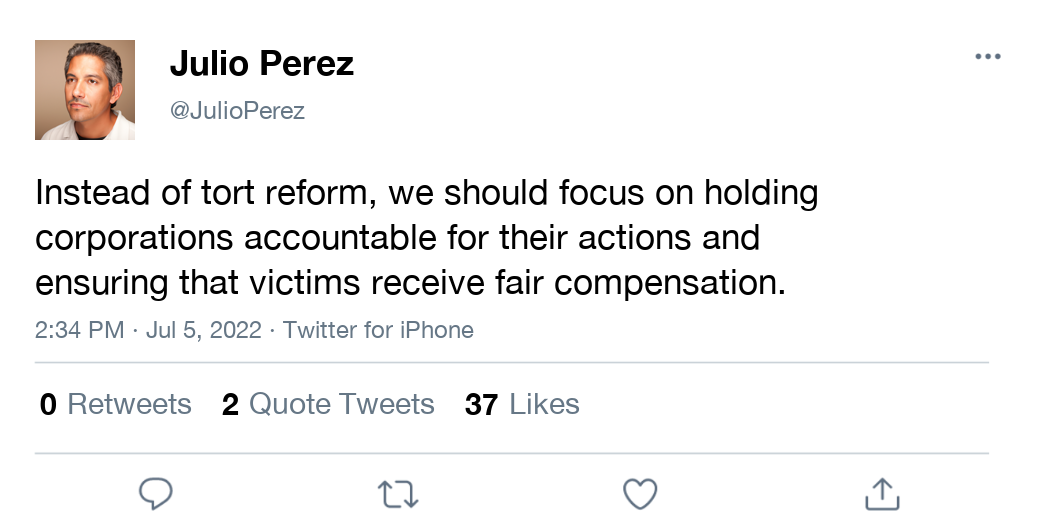 Julio Perez
@JulioPerez
Instead of tort reform, we should focus on holding
corporations accountable for their actions and
ensuring that victims receive fair compensation.
2:34 PM · Jul 5, 2022 · Twitter for iPhone
0 Retweets 2 Quote Tweets 37 Likes